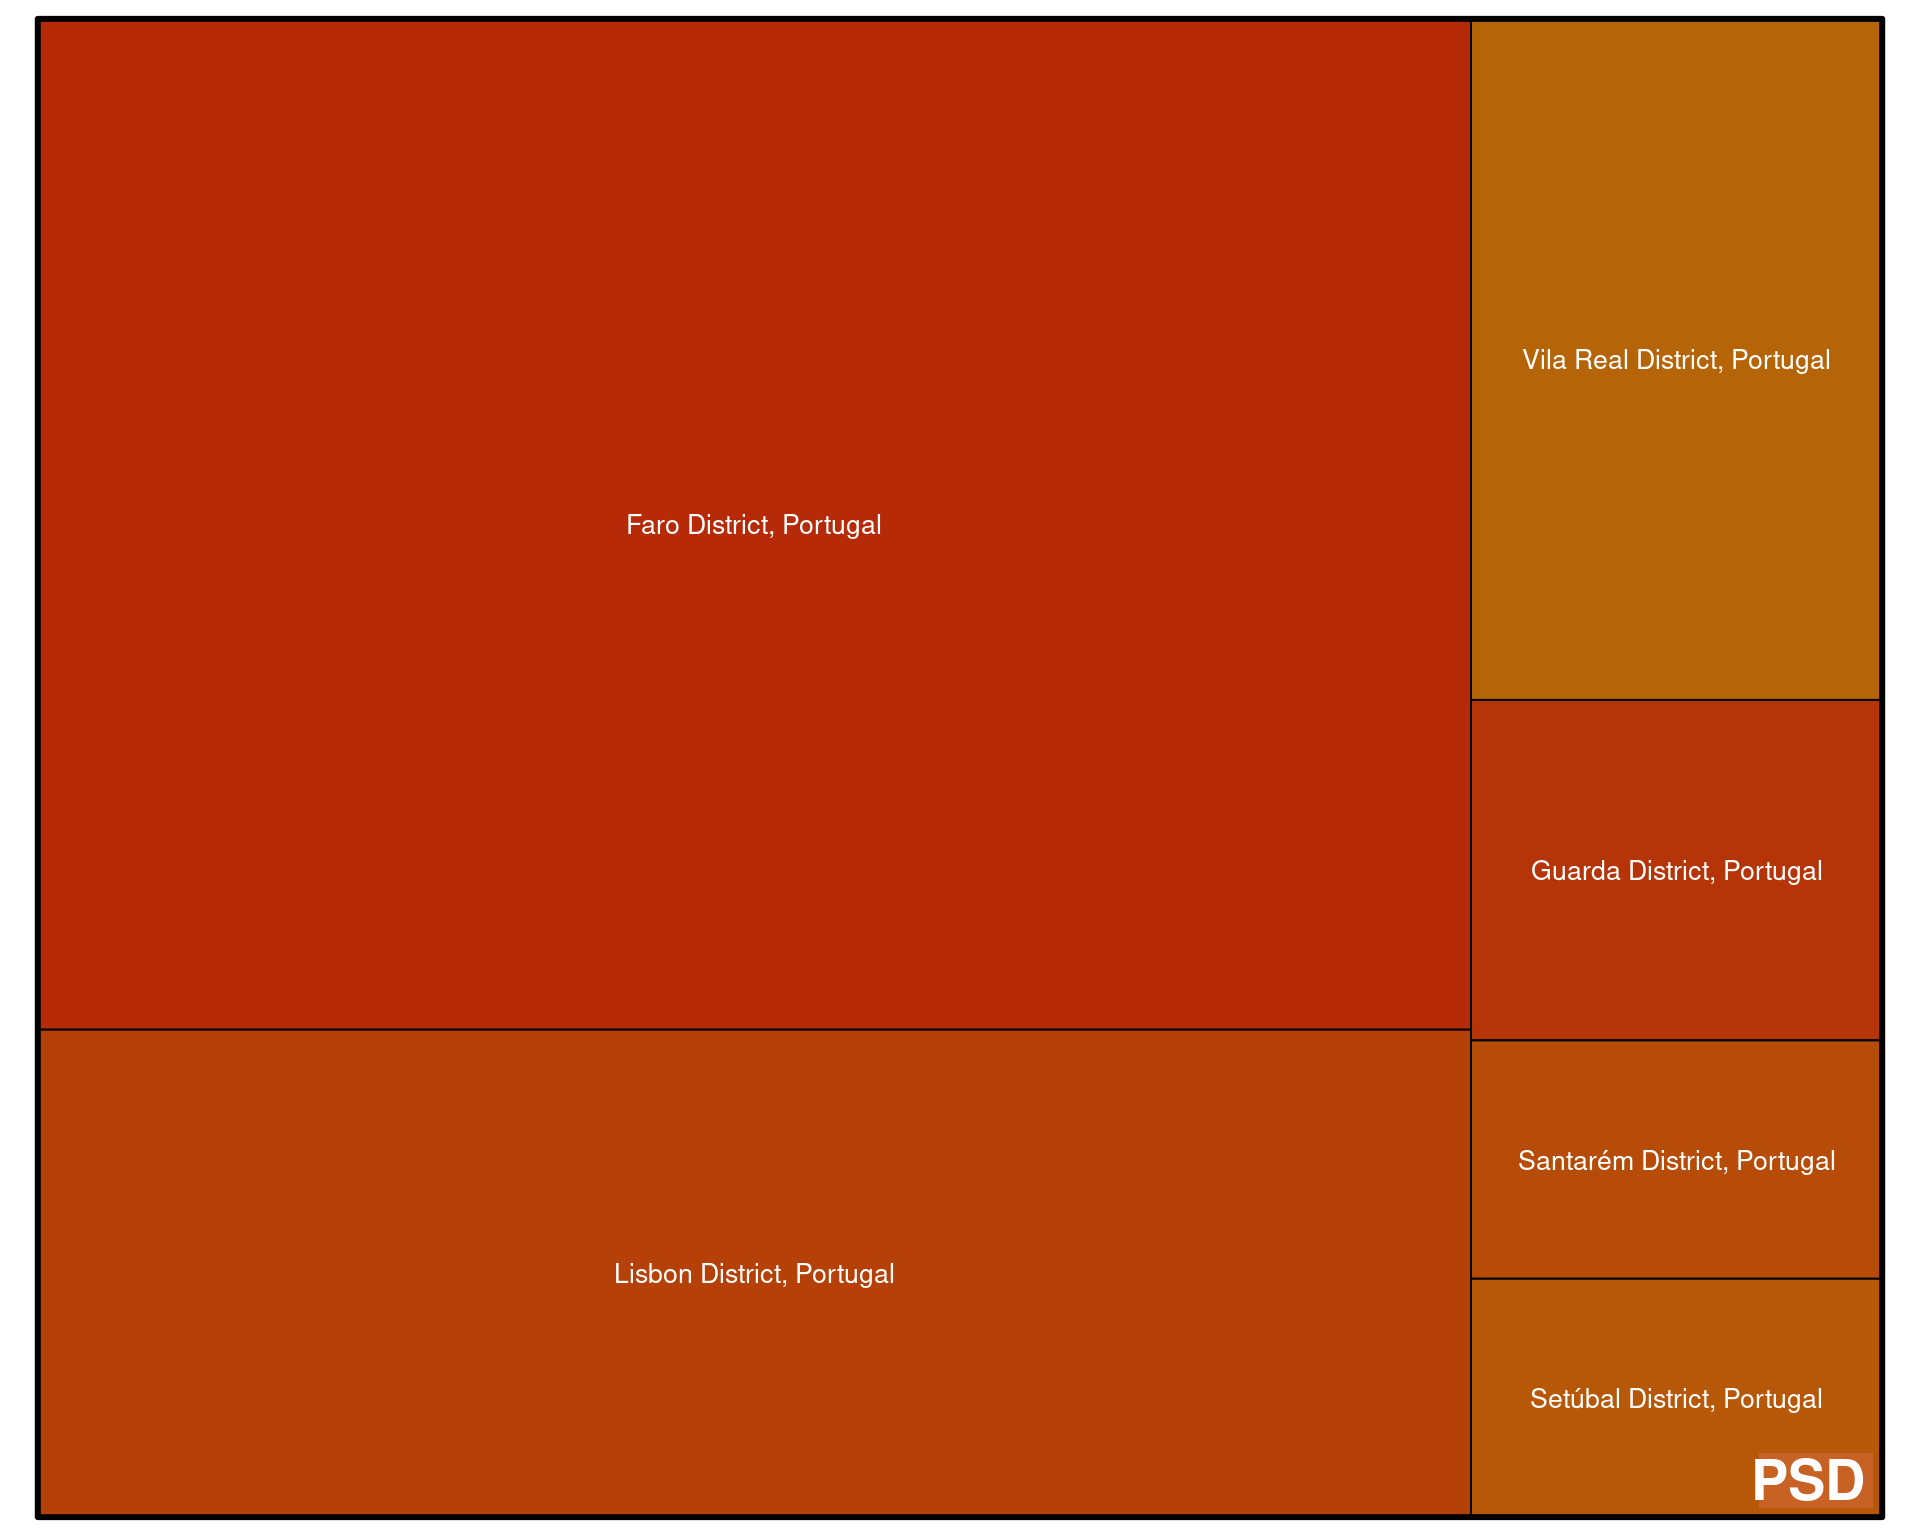 Faro District, Portugal
Lisbon District, Portugal
Vila Real District, Portugal
Guarda District, Portugal
Santarém District, Portugal
Setúbal District, Portugal
PSD